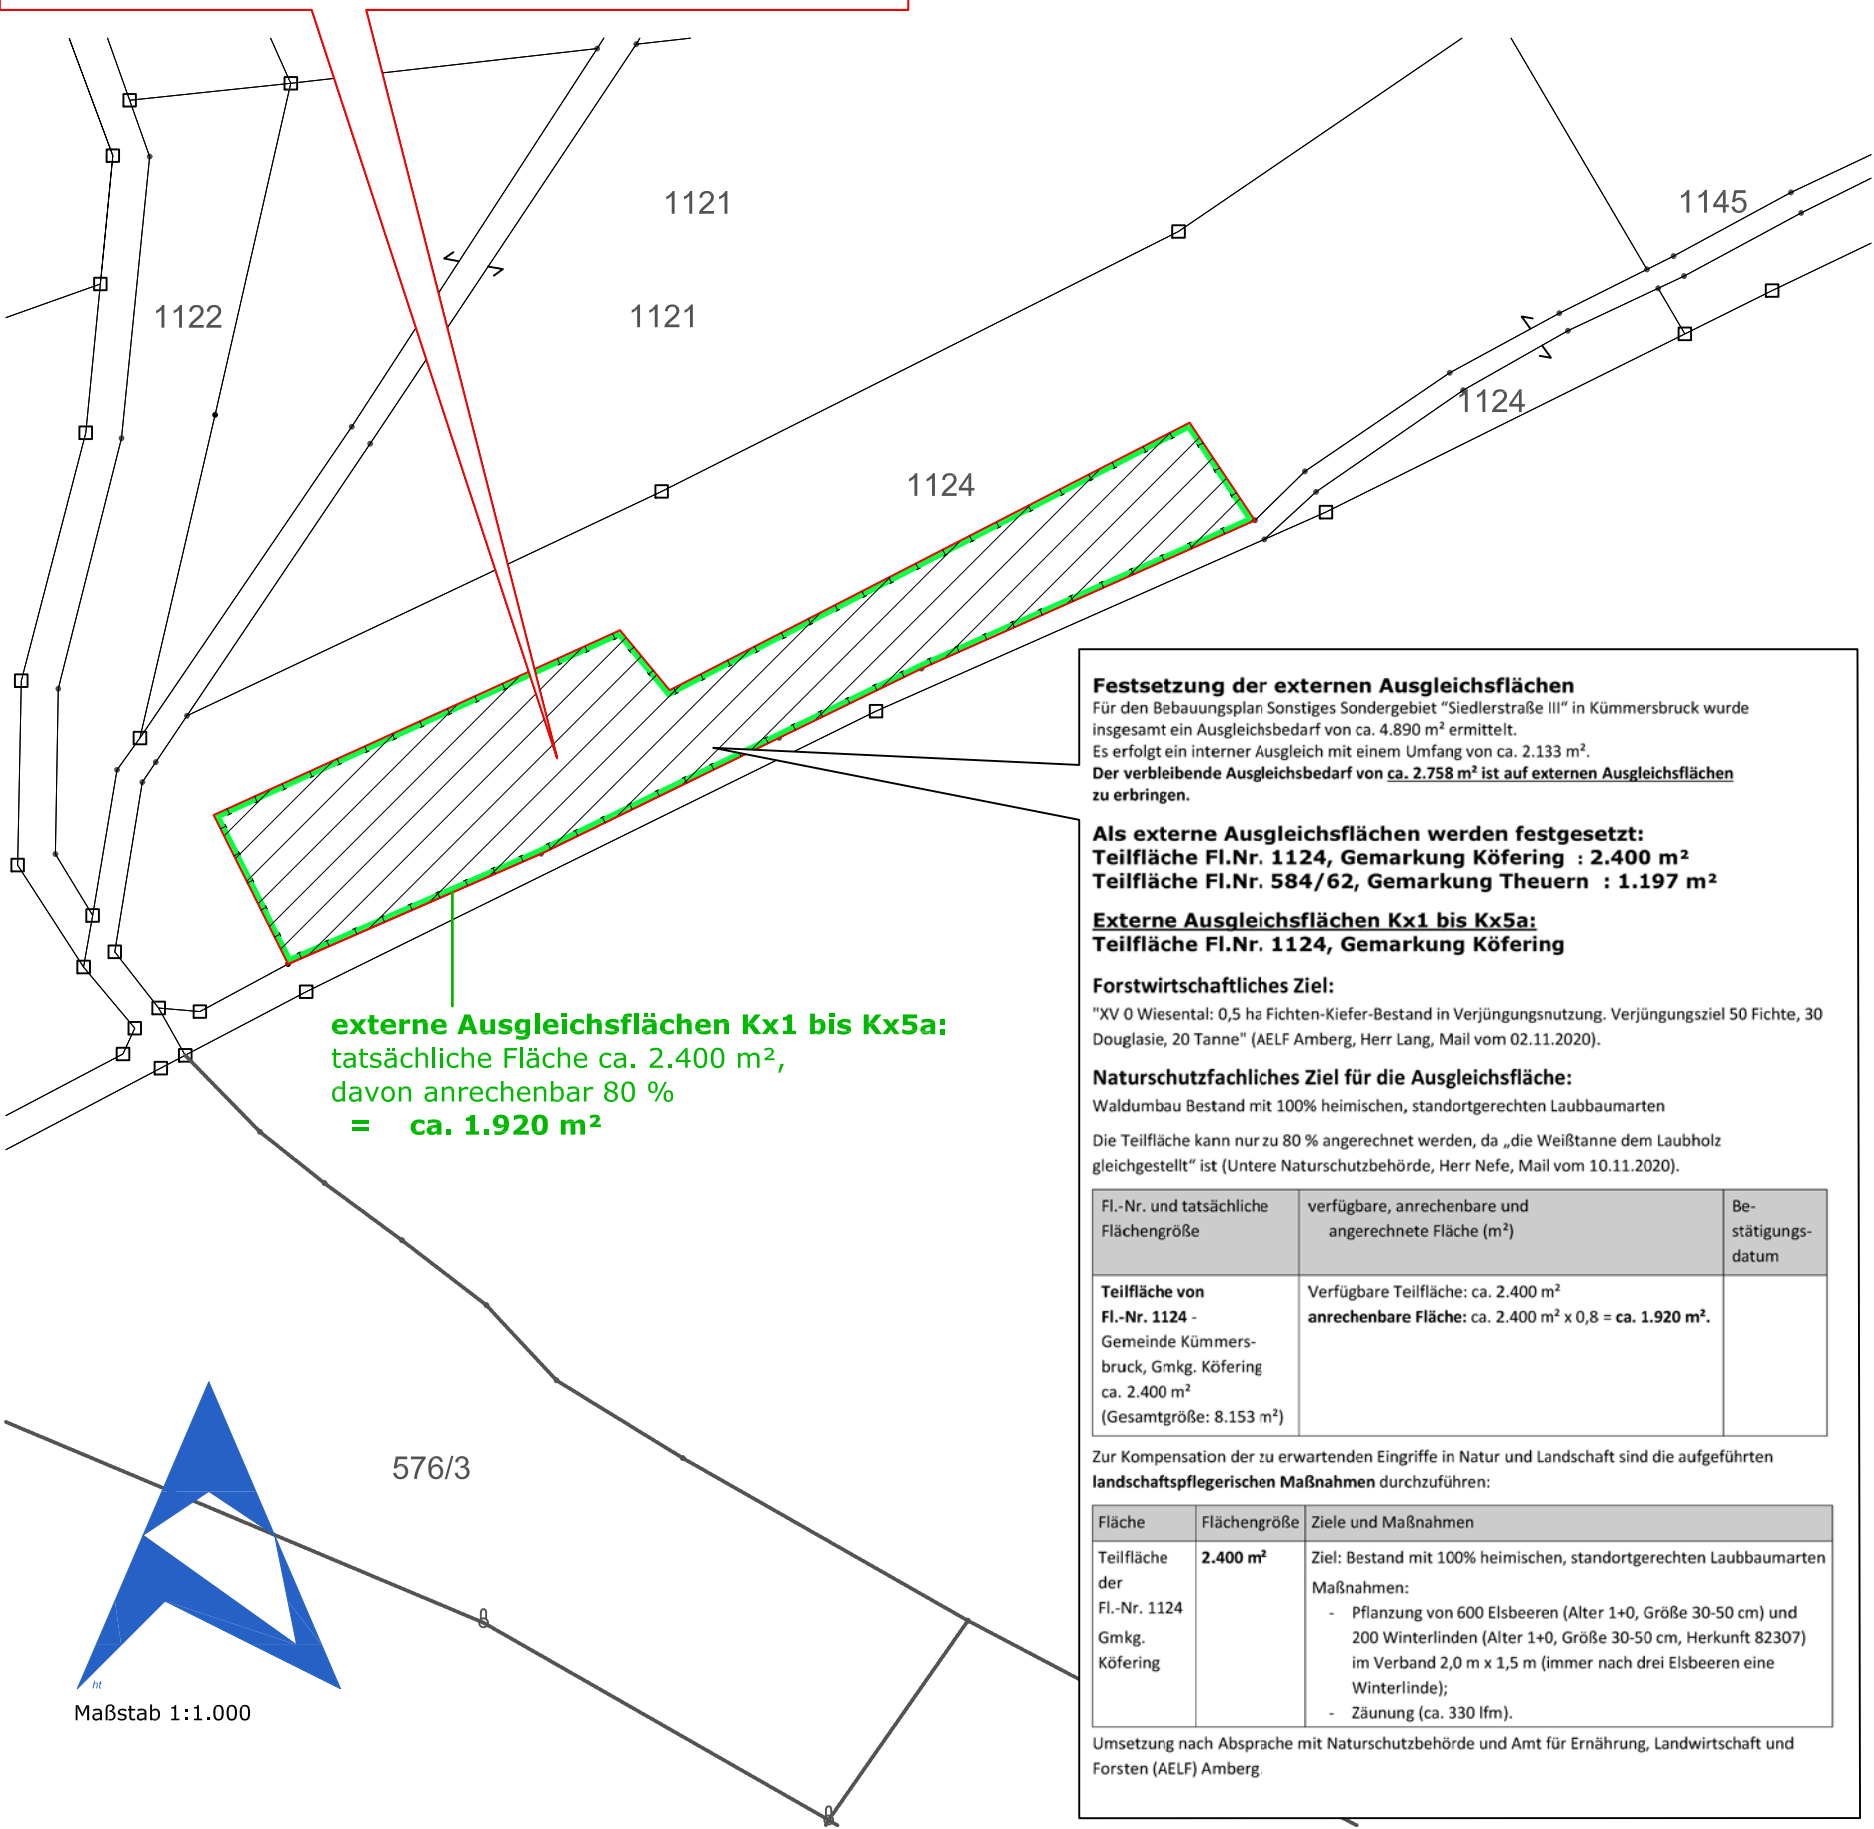 1121
1145
1122
1121
1124
1124
externe Ausgleichsflächen Kx1 bis Kx5a:
tatsächliche Fläche ca. 2.400 m²,
davon anrechenbar 80 %
= ca. 1.920 m²
576/3
ht
Maßstab 1:1.000
Festsetzung der externen Ausgleichsflächen
Für den Bebauungsplan Sonstiges Sondergebiet "Siedlerstraße III" in Kümmersbruck wurde
insgesamt ein Ausgleichsbedarf von ca. 4.890 m² ermittelt.
Es erfolgt ein interner Ausgleich mit einem Umfang von ca. 2.133 m².
Der verbleibende Ausgleichsbedarf von ca. 2.758 m² ist auf externen Ausgleichsflächen
zu erbringen.
Als externe Ausgleichsflächen werden festgesetzt:
Teilfläche Fl.Nr. 1124, Gemarkung Köfering : 2.400 m²
Teilfläche Fl.Nr. 584/62, Gemarkung Theuern : 1.197 m²
Externe Ausgleichsflächen Kx1 bis Kx5a:
Teilfläche Fl.Nr. 1124, Gemarkung Köfering
Forstwirtschaftliches Ziel:
"XV 0 Wiesental: 0,5 ha Fichten-Kiefer-Bestand in Verjüngungsnutzung. Verjüngungsziel 50 Fichte, 30
Douglasie, 20 Tanne" (AELF Amberg, Herr Lang, Mail vom 02.11.2020).
Naturschutzfachliches Ziel für die Ausgleichsfläche:
Waldumbau Bestand mit 100% heimischen, standortgerechten Laubbaumarten
Die Teilfläche kann nur zu 80 % angerechnet werden, da „die Weißtanne dem Laubholz
gleichgestellt" ist (Untere Naturschutzbehörde, Herr Nefe, Mail vom 10.11.2020).
Fl.-Nr. und tatsächliche
Flächengröße
verfügbare, anrechenbare und
angerechnete Fläche (m²)
Be-
stätigungs-
datum
Teilfläche von
Fl.-Nr. 1124 -
Gemeinde Kümmers-
bruck, Gmkg. Köfering
ca. 2.400 m²
(Gesamtgröße: 8.153 m²)
Verfügbare Teilfläche: ca. 2.400 m²
anrechenbare Fläche: ca. 2.400 m² x 0,8 = ca. 1.920 m².
Zur Kompensation der zu erwartenden Eingriffe in Natur und Landschaft sind die aufgeführten
landschaftspflegerischen Maßnahmen durchzuführen:
Fläche
Flächengröße
Ziele und Maßnahmen
Teilfläche
der
Fl.-Nr. 1124
Gmkg.
Köfering
2.400 m²
Ziel: Bestand mit 100% heimischen, standortgerechten Laubbaumarten
Maßnahmen:
- Pflanzung von 600 Elsbeeren (Alter 1+0, Größe 30-50 cm) und
200 Winterlinden (Alter 1+0, Größe 30-50 cm, Herkunft 82307)
im Verband 2,0 m x 1,5 m (immer nach drei Elsbeeren eine
Winterlinde);
- Zäunung (ca. 330 lfm).
Umsetzung nach Absprache mit Naturschutzbehörde und Amt für Ernährung, Landwirtschaft und
Forsten (AELF) Amberg.